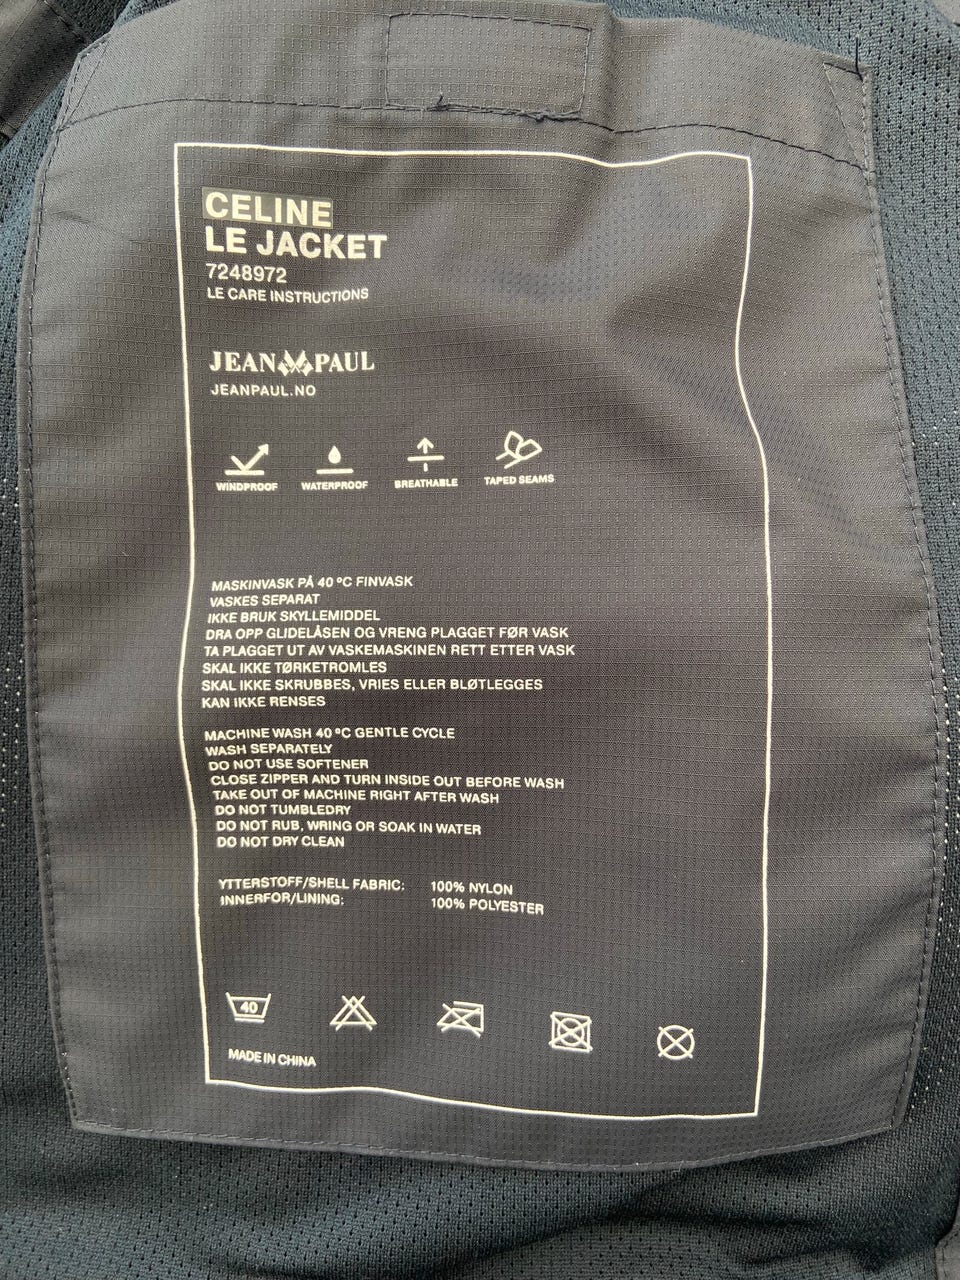 CELINE
LE JACKET
7248972
LE CARE INSTRUCTIONS
JEAN PAUL
JEANPAUL.NO
WINDPROOF WATERPROOF BREATHABLE TAPED SEAMS
MASKINVASK PÅ 40 ºC FINVASK
VASKES SEPARAT
IKKE BRUK SKYLLEMIDDEL
DRA OPP GLIDELÅSEN OG VRENG PLAGGET FØR VASK
TA PLAGGET UT AV VASKEMASKINEN RETT ETTER VASK
SKAL IKKE TØRKETROMLES
SKAL IKKE SKRUBBES, VRIES ELLER BLØTLEGGES
KAN IKKE RENSES
MACHINE WASH 40 ºC GENTLE CYCLE
WASH SEPARATELY
DO NOT USE SOFTENER
CLOSE ZIPPER AND TURN INSIDE OUT BEFORE WASH
TAKE OUT OF MACHINE RIGHT AFTER WASH
DO NOT TUMBLEDRY
DO NOT RUB, WRING OR SOAK IN WATER
DO NOT DRY CLEAN
YTTERSTOFF/SHELL FABRIC: 100% NYLON
INNERFOR/LINING: 100% POLYESTER
40
MADE IN CHINA